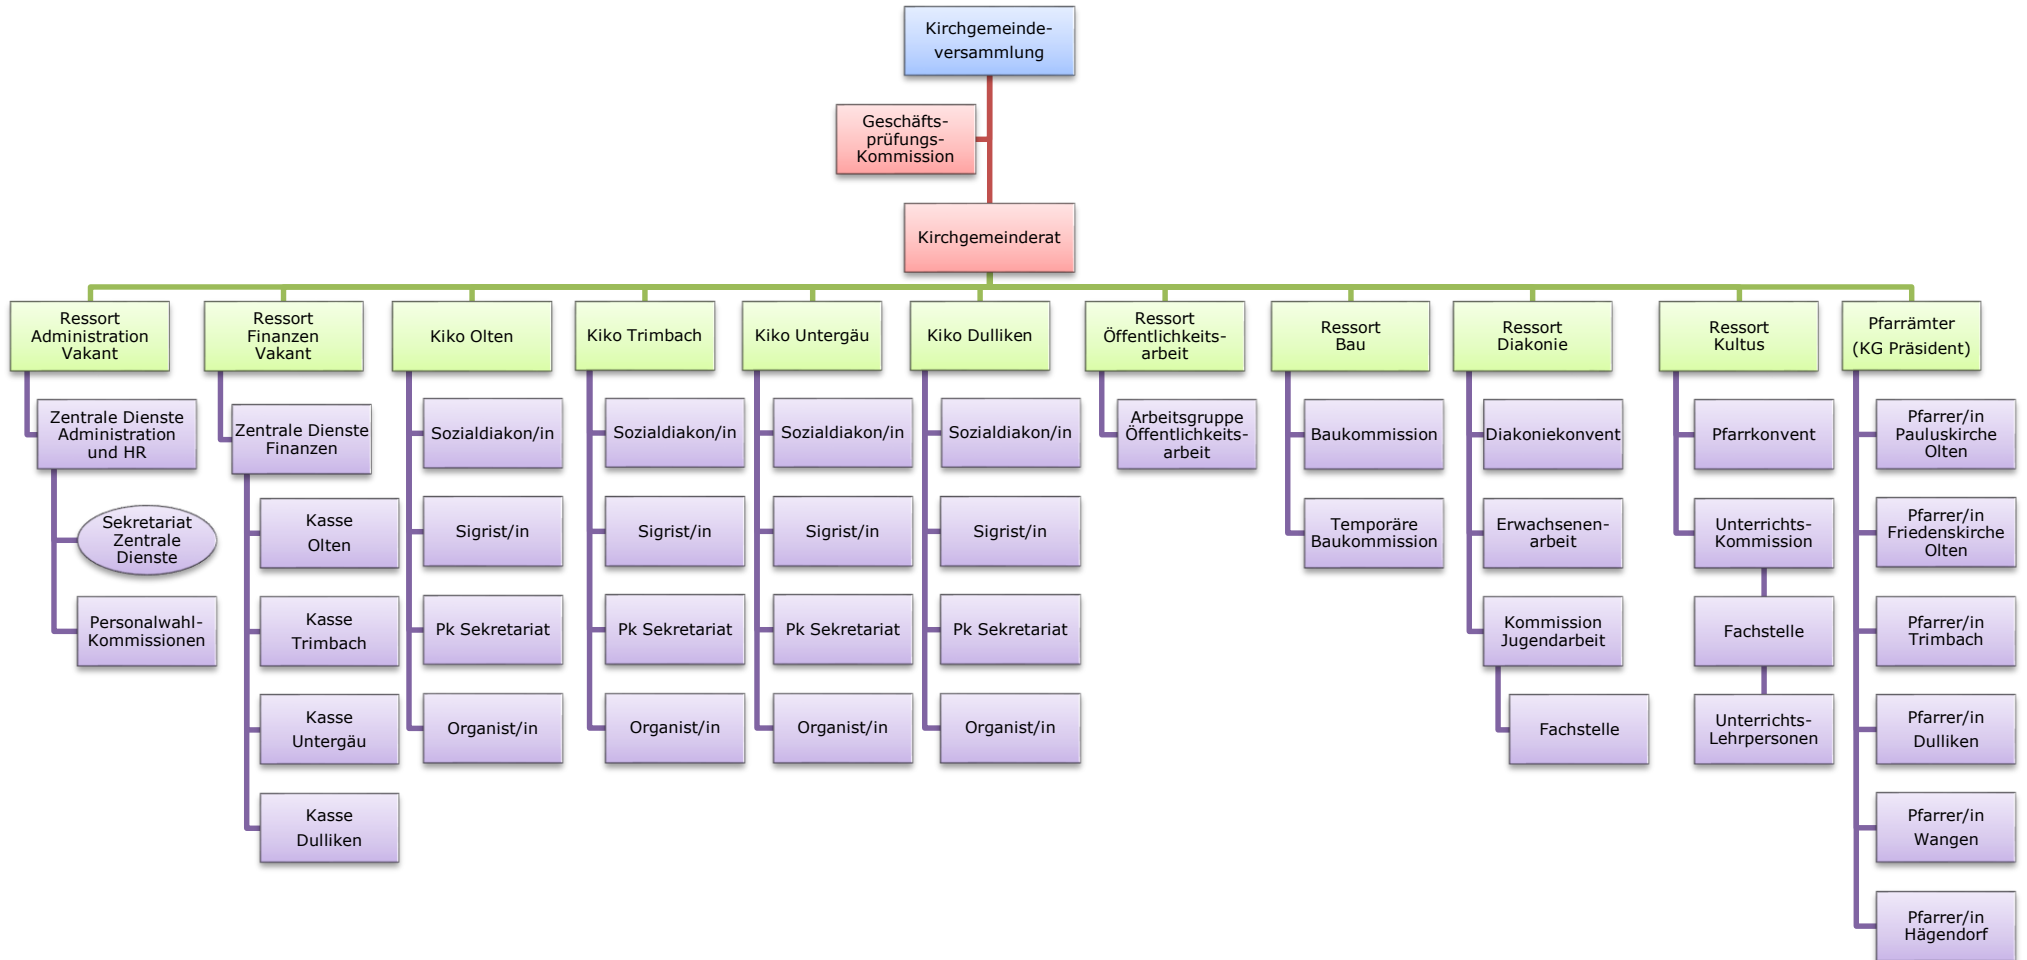 Kirchgemeinde-
versammlung
Geschäfts-
prüfungs-
Kommission
Kirchgemeinderat
Ressort
Administration
Vakant
Ressort
Finanzen
Vakant
Kiko Olten
Kiko Trimbach
Kiko Untergäu
Kiko Dulliken
Ressort
Öffentlichkeits-
arbeit
Ressort
Bau
Ressort
Diakonie
Ressort
Kultus
Pfarrämter
(KG Präsident)
Zentrale Dienste
Administration
und HR
Sekretariat
Zentrale
Dienste
Personalwahl-
Kommissionen
Zentrale Dienste
Finanzen
Kasse
Olten
Kasse
Trimbach
Kasse
Untergäu
Kasse
Dulliken
Sozialdiakon/in
Sigrist/in
Pk Sekretariat
Organist/in
Sozialdiakon/in
Sigrist/in
Pk Sekretariat
Organist/in
Sozialdiakon/in
Sigrist/in
Pk Sekretariat
Organist/in
Sozialdiakon/in
Sigrist/in
Pk Sekretariat
Organist/in
Arbeitsgruppe
Öffentlichkeits-
arbeit
Baukommission
Temporäre
Baukommission
Diakoniekonvent
Erwachsenen-
arbeit
Kommission
Jugendarbeit
Fachstelle
Pfarrkonvent
Unterrichts-
Kommission
Fachstelle
Unterrichts-
Lehrpersonen
Pfarrer/in
Pauluskirche
Olten
Pfarrer/in
Friedenskirche
Olten
Pfarrer/in
Trimbach
Pfarrer/in
Dulliken
Pfarrer/in
Wangen
Pfarrer/in
Hägendorf